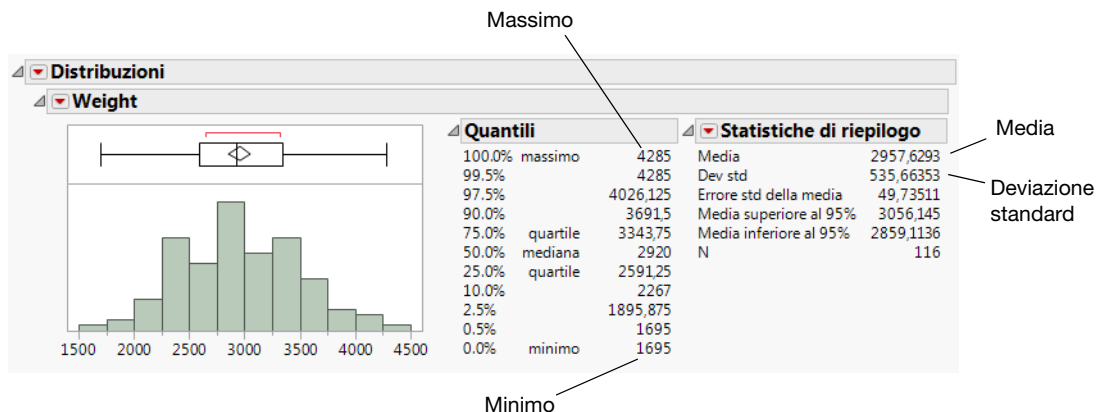 Massimo
Distribuzioni
Weight
1500 2000 2500 3000 3500 4000 4500
Quantili
100.0% massimo 4285
99.5% 4285
97.5% 4026,125
90.0% 3691,5
75.0% quartile 3343,75
50.0% mediana 2920
25.0% quartile 2591,25
10.0% 2267
2.5% 1895,875
0.5% 1695
0.0% minimo 1695
Statistiche di riepilogo
Media 2957,6293
Dev std 535,66353
Errore std della media 49,73511
Media superiore al 95% 3056,145
Media inferiore al 95% 2859,1136
N 116
Media
Deviazione
standard
Minimo